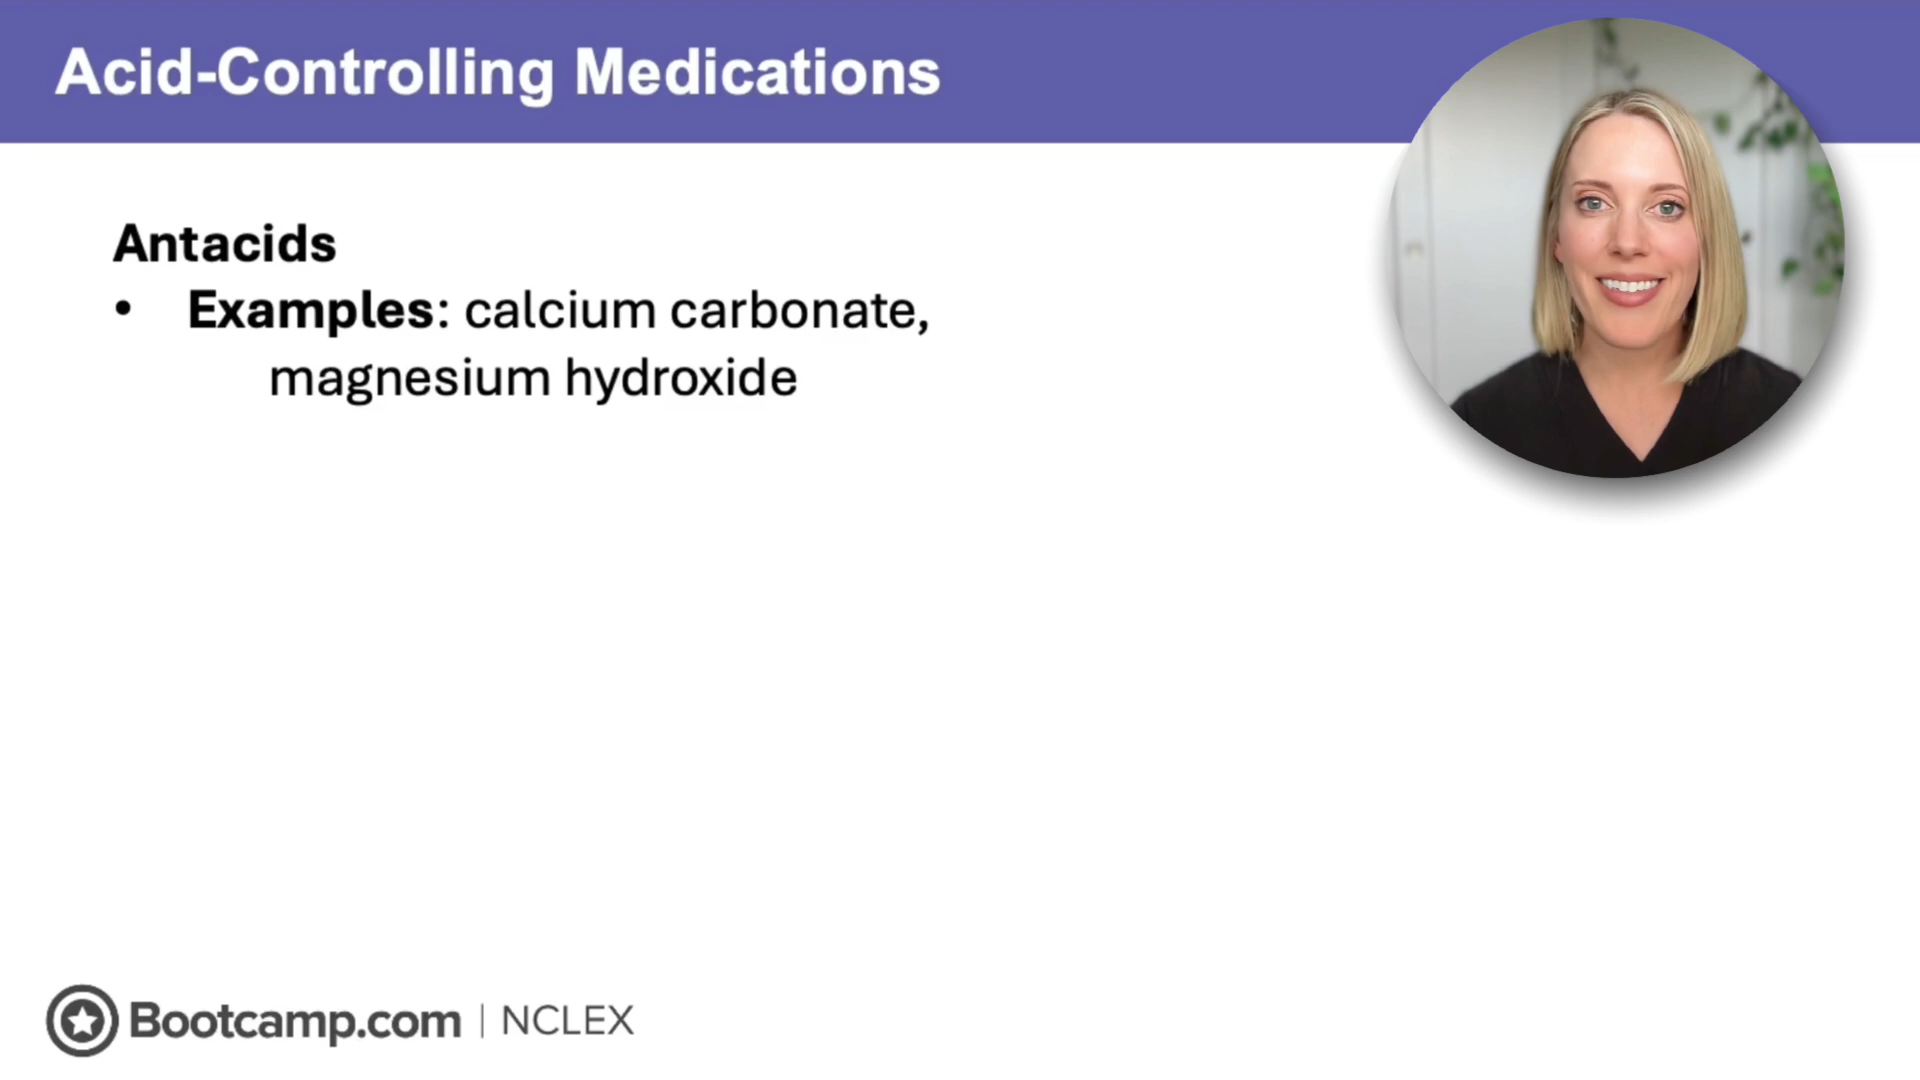 Acid-Controlling Medications
Antacids
• Examples: calcium carbonate,
magnesium hydroxide
Bootcamp.com | NCLEX